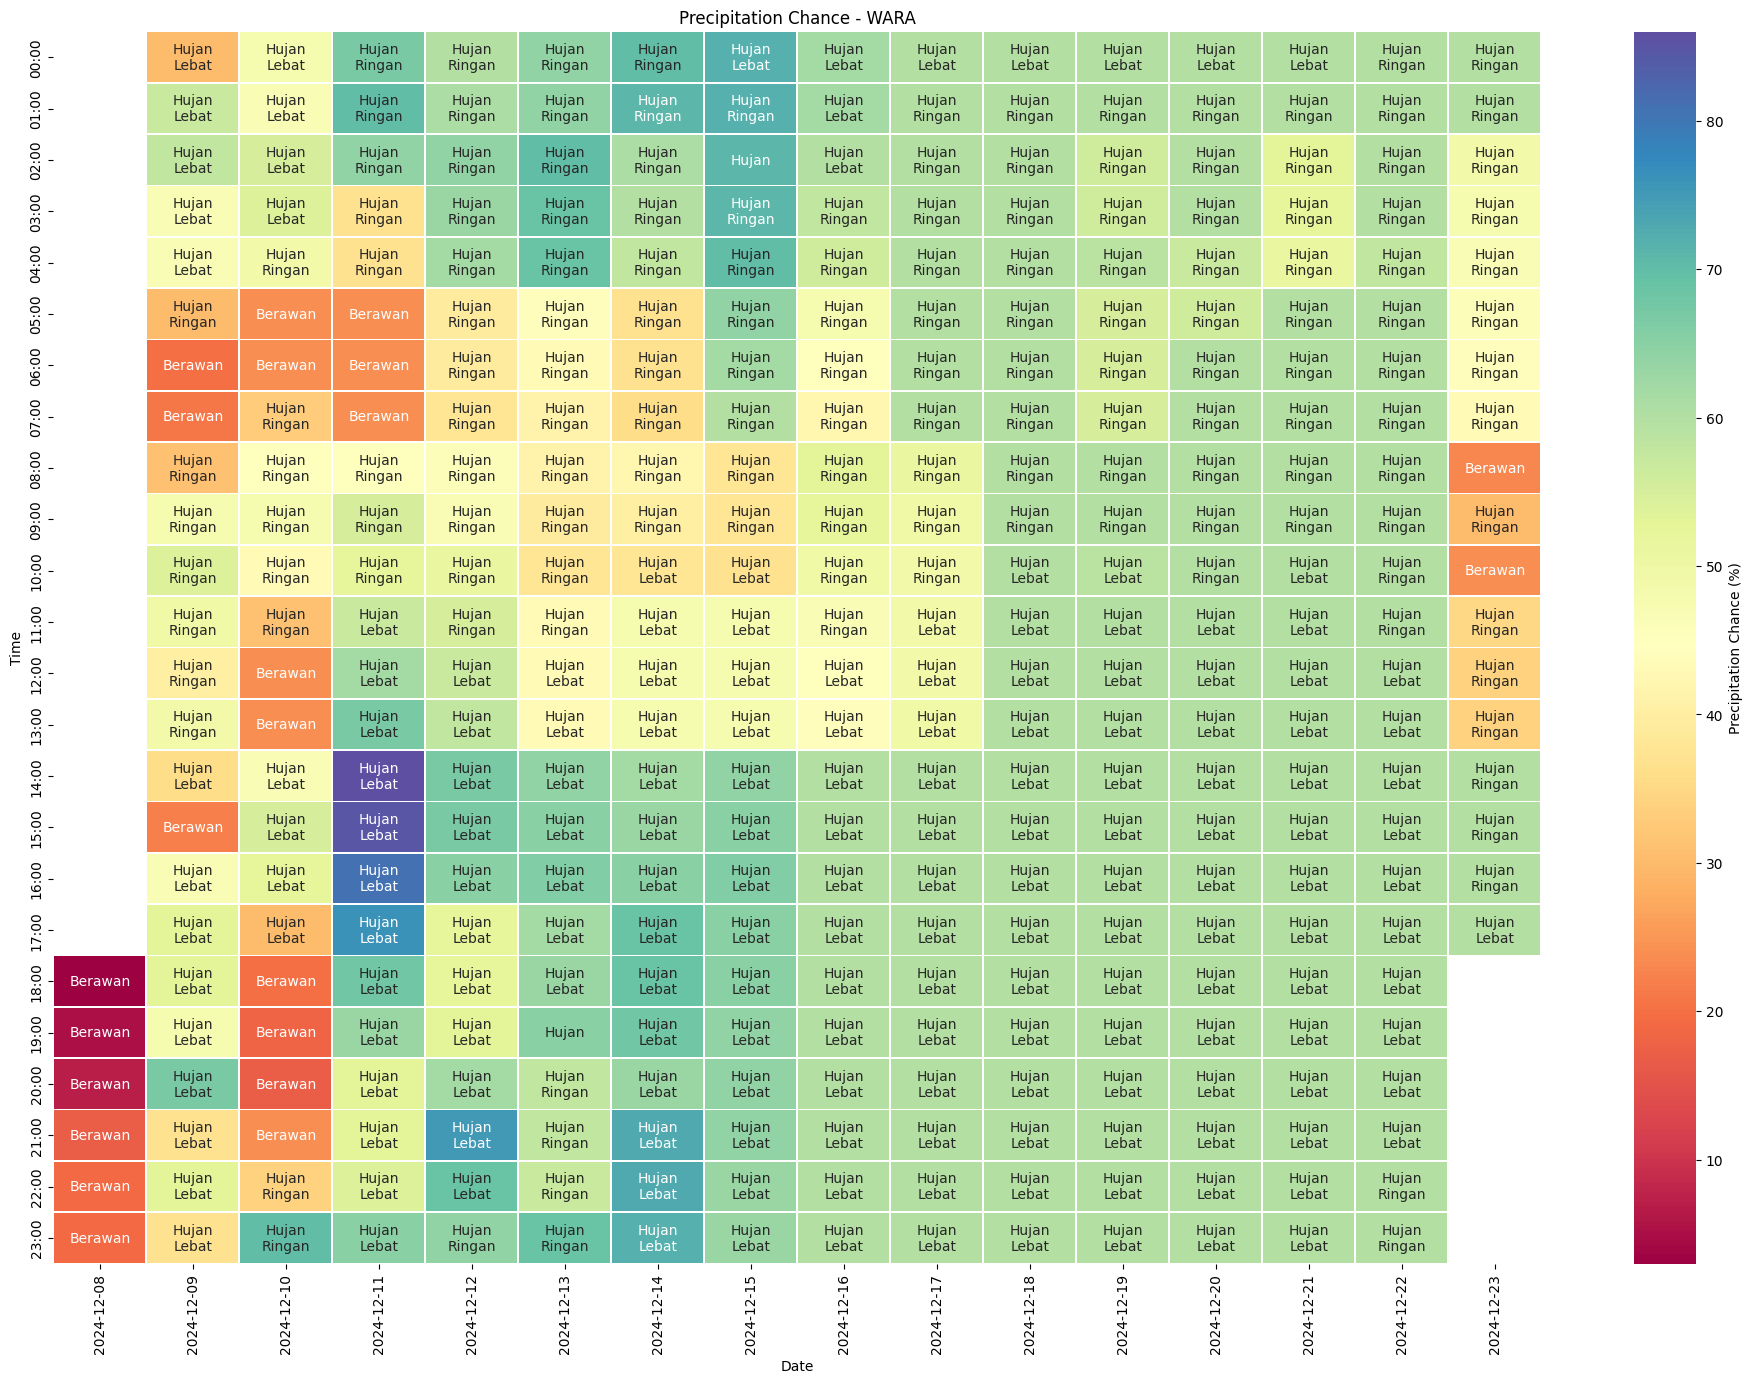 Precipitation Chance - WARA
00:00 Hujan Lebat Hujan Lebat Hujan Ringan Hujan Ringan Hujan Ringan Hujan Ringan Hujan Lebat Hujan Lebat Hujan Lebat Hujan Lebat Hujan Lebat Hujan Lebat Hujan Lebat Hujan Ringan Hujan Ringan
01:00 Hujan Lebat Hujan Lebat Hujan Ringan Hujan Ringan Hujan Ringan Hujan Ringan Hujan Ringan Hujan Lebat Hujan Ringan Hujan Ringan Hujan Ringan Hujan Ringan Hujan Ringan Hujan Ringan Hujan Ringan
02:00 Hujan Lebat Hujan Lebat Hujan Ringan Hujan Ringan Hujan Ringan Hujan Ringan Hujan Hujan Lebat Hujan Ringan Hujan Ringan Hujan Ringan Hujan Ringan Hujan Ringan Hujan Ringan Hujan Ringan
03:00 Hujan Lebat Hujan Lebat Hujan Ringan Hujan Ringan Hujan Ringan Hujan Ringan Hujan Ringan Hujan Ringan Hujan Ringan Hujan Ringan Hujan Ringan Hujan Ringan Hujan Ringan Hujan Ringan Hujan Ringan
04:00 Hujan Lebat Hujan Ringan Hujan Ringan Hujan Ringan Hujan Ringan Hujan Ringan Hujan Ringan Hujan Ringan Hujan Ringan Hujan Ringan Hujan Ringan Hujan Ringan Hujan Ringan Hujan Ringan Hujan Ringan
05:00 Hujan Ringan Berawan Berawan Hujan Ringan Hujan Ringan Hujan Ringan Hujan Ringan Hujan Ringan Hujan Ringan Hujan Ringan Hujan Ringan Hujan Ringan Hujan Ringan Hujan Ringan Hujan Ringan
06:00 Berawan Berawan Berawan Hujan Ringan Hujan Ringan Hujan Ringan Hujan Ringan Hujan Ringan Hujan Ringan Hujan Ringan Hujan Ringan Hujan Ringan Hujan Ringan Hujan Ringan Hujan Ringan
07:00 Berawan Hujan Ringan Berawan Hujan Ringan Hujan Ringan Hujan Ringan Hujan Ringan Hujan Ringan Hujan Ringan Hujan Ringan Hujan Ringan Hujan Ringan Hujan Ringan Hujan Ringan Hujan Ringan
08:00 Hujan Ringan Hujan Ringan Hujan Ringan Hujan Ringan Hujan Ringan Hujan Ringan Hujan Ringan Hujan Ringan Hujan Ringan Hujan Ringan Hujan Ringan Hujan Ringan Hujan Ringan Hujan Ringan Berawan
09:00 Hujan Ringan Hujan Ringan Hujan Ringan Hujan Ringan Hujan Ringan Hujan Ringan Hujan Ringan Hujan Ringan Hujan Ringan Hujan Ringan Hujan Ringan Hujan Ringan Hujan Ringan Hujan Ringan Hujan Ringan
10:00 Hujan Ringan Hujan Ringan Hujan Ringan Hujan Ringan Hujan Ringan Hujan Lebat Hujan Lebat Hujan Ringan Hujan Ringan Hujan Lebat Hujan Lebat Hujan Ringan Hujan Lebat Hujan Ringan Berawan
11:00 Hujan Ringan Hujan Ringan Hujan Lebat Hujan Ringan Hujan Ringan Hujan Lebat Hujan Lebat Hujan Ringan Hujan Lebat Hujan Lebat Hujan Lebat Hujan Lebat Hujan Lebat Hujan Ringan Hujan Ringan
12:00 Hujan Ringan Berawan Hujan Lebat Hujan Lebat Hujan Lebat Hujan Lebat Hujan Lebat Hujan Lebat Hujan Lebat Hujan Lebat Hujan Lebat Hujan Lebat Hujan Lebat Hujan Lebat Hujan Ringan
13:00 Hujan Ringan Berawan Hujan Lebat Hujan Lebat Hujan Lebat Hujan Lebat Hujan Lebat Hujan Lebat Hujan Lebat Hujan Lebat Hujan Lebat Hujan Lebat Hujan Lebat Hujan Lebat Hujan Ringan
14:00 Hujan Lebat Hujan Lebat Hujan Lebat Hujan Lebat Hujan Lebat Hujan Lebat Hujan Lebat Hujan Lebat Hujan Lebat Hujan Lebat Hujan Lebat Hujan Lebat Hujan Lebat Hujan Lebat Hujan Ringan
15:00 Berawan Hujan Lebat Hujan Lebat Hujan Lebat Hujan Lebat Hujan Lebat Hujan Lebat Hujan Lebat Hujan Lebat Hujan Lebat Hujan Lebat Hujan Lebat Hujan Lebat Hujan Lebat Hujan Ringan
16:00 Hujan Lebat Hujan Lebat Hujan Lebat Hujan Lebat Hujan Lebat Hujan Lebat Hujan Lebat Hujan Lebat Hujan Lebat Hujan Lebat Hujan Lebat Hujan Lebat Hujan Lebat Hujan Lebat Hujan Ringan
17:00 Hujan Lebat Hujan Lebat Hujan Lebat Hujan Lebat Hujan Lebat Hujan Lebat Hujan Lebat Hujan Lebat Hujan Lebat Hujan Lebat Hujan Lebat Hujan Lebat Hujan Lebat Hujan Lebat Hujan Lebat
18:00 Berawan Hujan Lebat Berawan Hujan Lebat Hujan Lebat Hujan Lebat Hujan Lebat Hujan Lebat Hujan Lebat Hujan Lebat Hujan Lebat Hujan Lebat Hujan Lebat Hujan Lebat Hujan Lebat
19:00 Berawan Hujan Lebat Berawan Hujan Lebat Hujan Lebat Hujan Hujan Lebat Hujan Lebat Hujan Lebat Hujan Lebat Hujan Lebat Hujan Lebat Hujan Lebat Hujan Lebat Hujan Lebat
20:00 Berawan Hujan Lebat Berawan Hujan Lebat Hujan Lebat Hujan Ringan Hujan Lebat Hujan Lebat Hujan Lebat Hujan Lebat Hujan Lebat Hujan Lebat Hujan Lebat Hujan Lebat Hujan Lebat
21:00 Berawan Hujan Lebat Berawan Hujan Lebat Hujan Lebat Hujan Ringan Hujan Lebat Hujan Lebat Hujan Lebat Hujan Lebat Hujan Lebat Hujan Lebat Hujan Lebat Hujan Lebat Hujan Lebat
22:00 Berawan Hujan Lebat Hujan Ringan Hujan Lebat Hujan Lebat Hujan Ringan Hujan Lebat Hujan Lebat Hujan Lebat Hujan Lebat Hujan Lebat Hujan Lebat Hujan Lebat Hujan Lebat Hujan Ringan
23:00 Berawan Hujan Lebat Hujan Ringan Hujan Lebat Hujan Ringan Hujan Ringan Hujan Lebat Hujan Lebat Hujan Lebat Hujan Lebat Hujan Lebat Hujan Lebat Hujan Lebat Hujan Lebat Hujan Ringan
Time
2024-12-08 2024-12-09 2024-12-10 2024-12-11 2024-12-12 2024-12-13 2024-12-14 2024-12-15 2024-12-16 2024-12-17 2024-12-18 2024-12-19 2024-12-20 2024-12-21 2024-12-22 2024-12-23
Date
80
70
60
50
40
30
20
10
Precipitation Chance (%)